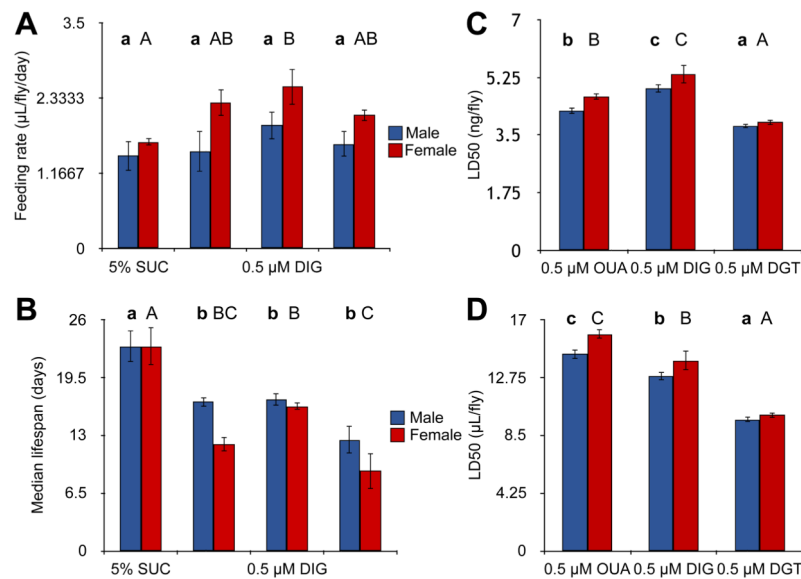 A
3.5
a A
a AB
a B
a AB
2.3333
1.1667
0
Feeding rate (µL/fly/day)
Male
Female
5% SUC
0.5 µM DIG
B
26
a A
b BC
b B
b C
19.5
13
6.5
0
Median lifespan (days)
Male
Female
5% SUC
0.5 µM DIG
C
7
b B
c C
a A
5.25
3.5
1.75
0
LD50 (ng/fly)
0.5 µM OUA
0.5 µM DIG
0.5 µM DGT
D
17
c C
b B
a A
12.75
8.5
4.25
0
LD50 (µL/fly)
0.5 µM OUA
0.5 µM DIG
0.5 µM DGT